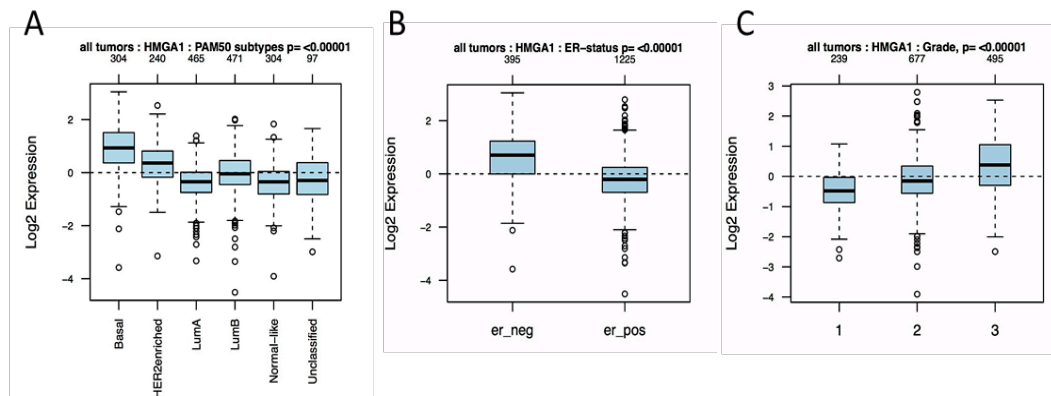 A
all tumors : HMGA1 : PAM50 subtypes p= <0.00001
304 240 465 471 304 97
Log2 Expression
2
0
−2
−4
Basal
HER2enriched
LumA
LumB
Normal−like
Unclassified
B
all tumors : HMGA1 : ER−status p= <0.00001
395 1225
Log2 Expression
2
0
−2
−4
er_neg er_pos
C
all tumors : HMGA1 : Grade, p= <0.00001
239 677 495
Log2 Expression
3
2
1
0
−1
−2
−3
−4
1 2 3